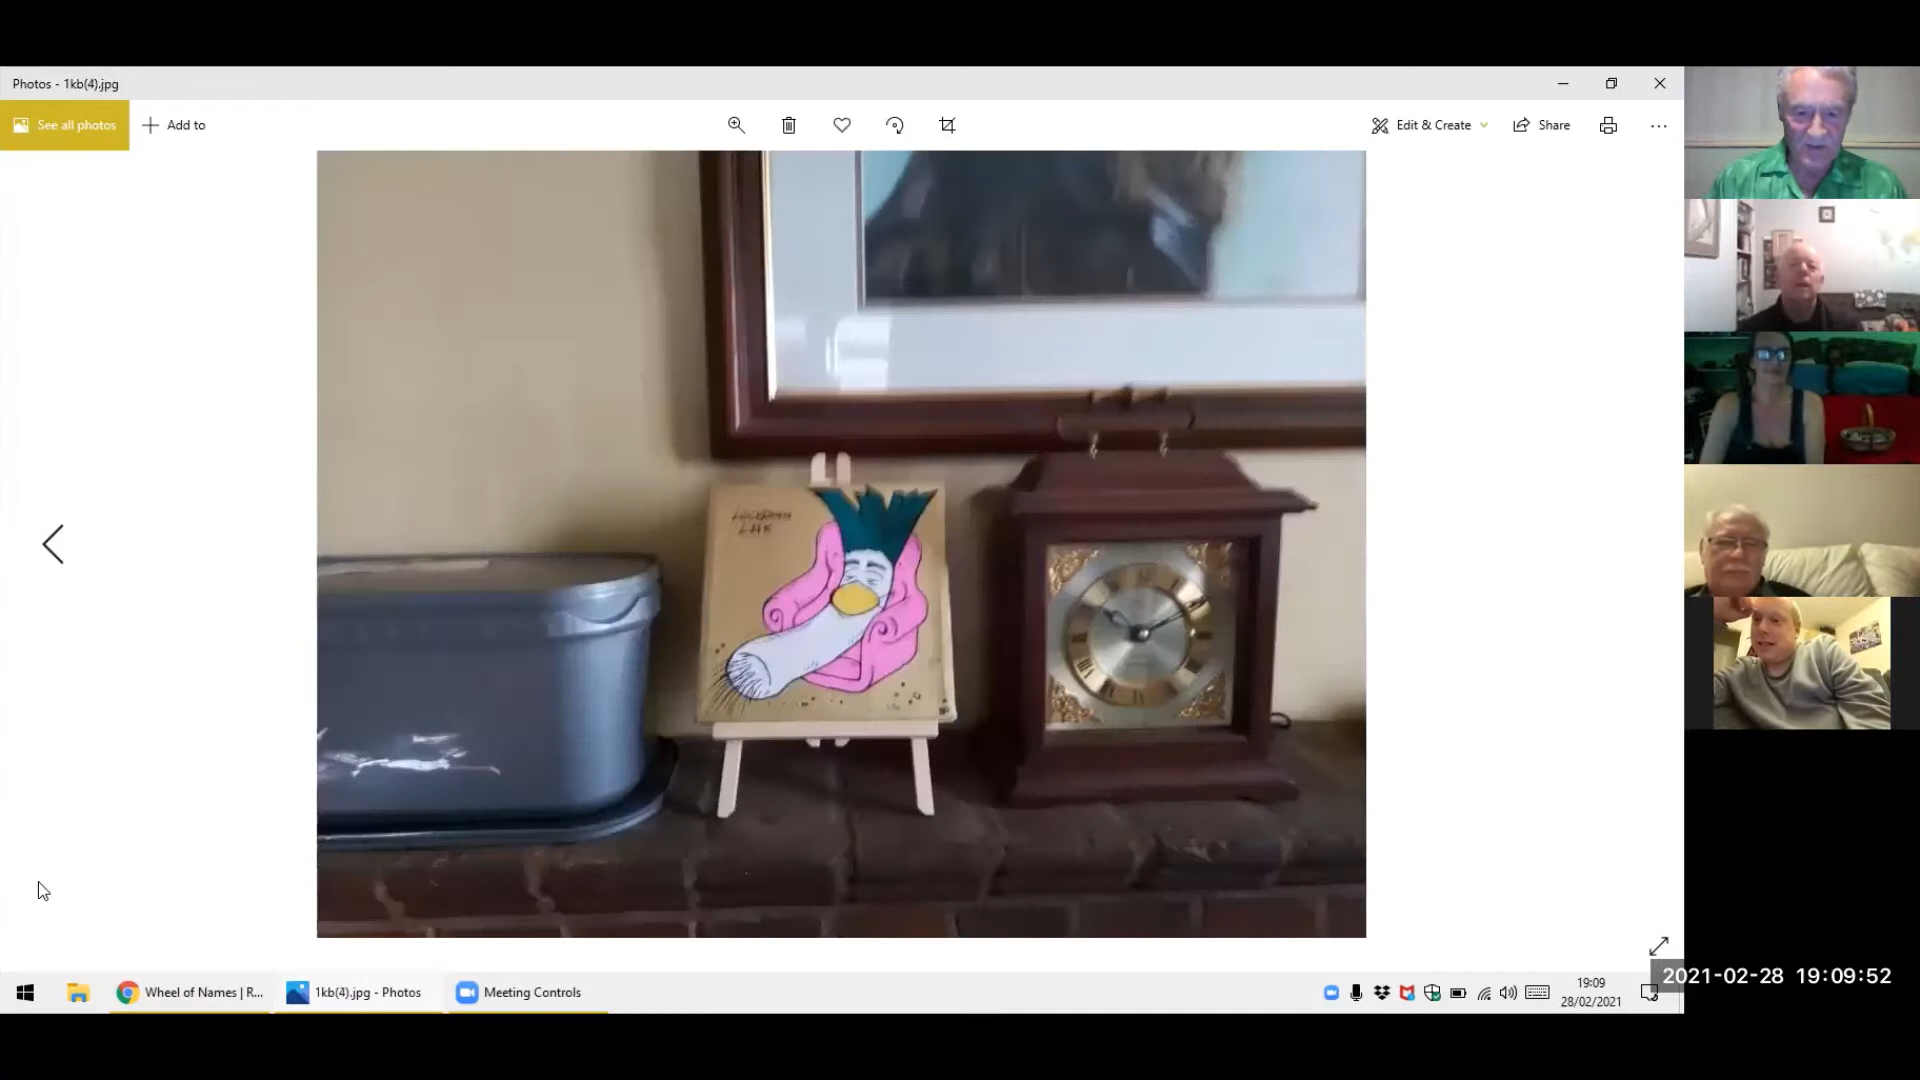 Photos - 1kb(4).jpg
See all photos
Add to
Edit & Create
Share
Wheel of Names | R...
1kb(4).jpg - Photos
Meeting Controls
19:09
28/02/2021
2021-02-28 19:09:52